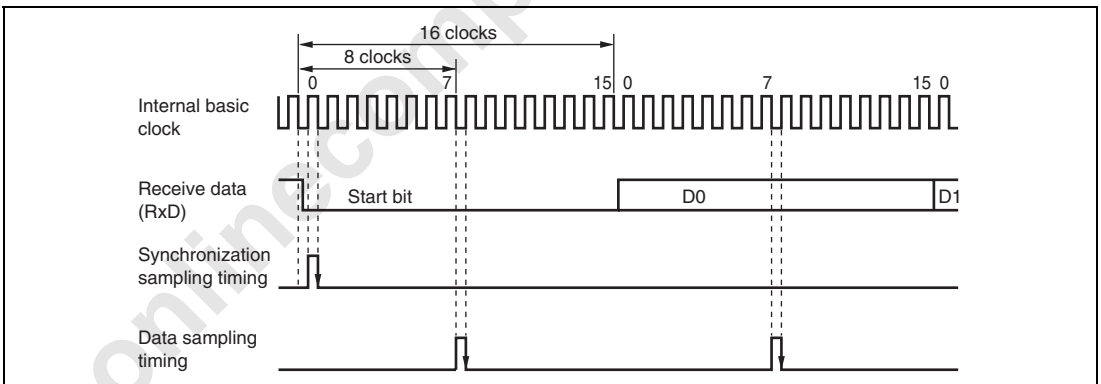 16 clocks
8 clocks
0 7 15 0 7 15 0
Internal basic
clock
Receive data
(RxD)
Start bit D0 D1
Synchronization
sampling timing
Data sampling
timing
onlinecomp